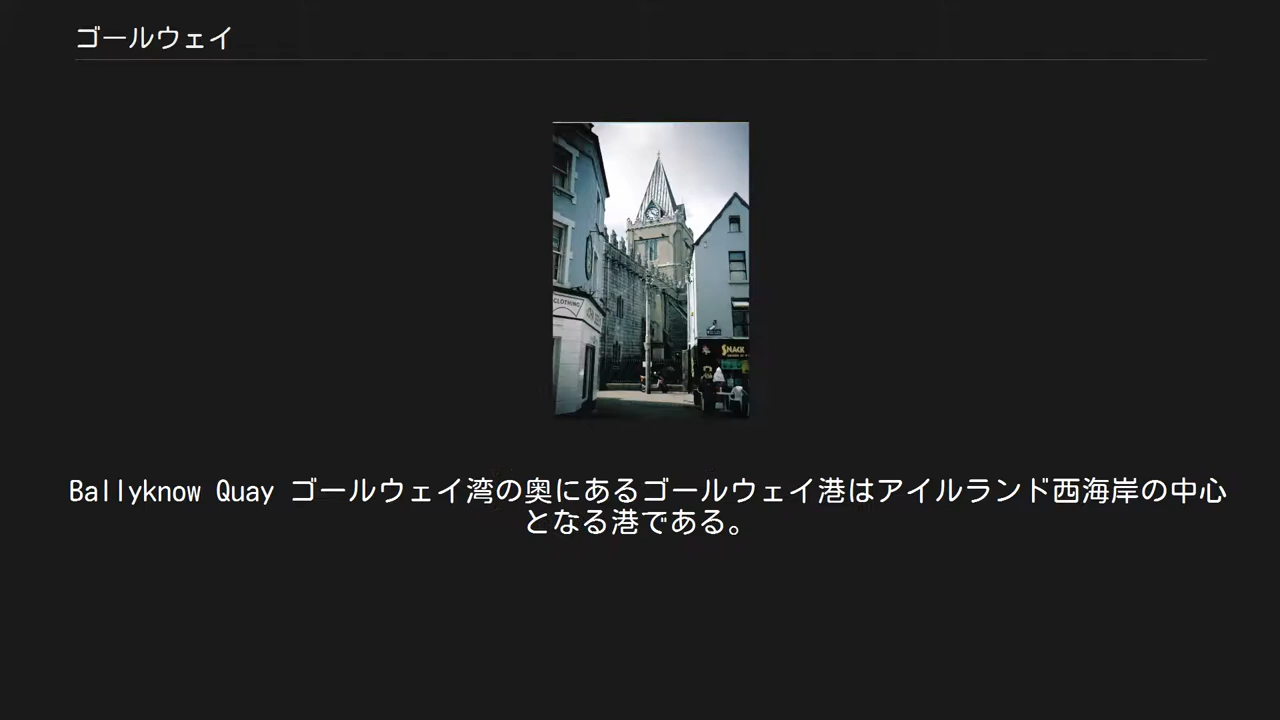 ゴールウェイ
CLOTHING
SNACK
Ballyknow Quay ゴールウェイ湾の奥にあるゴールウェイ港はアイルランド西海岸の中心
となる港である。